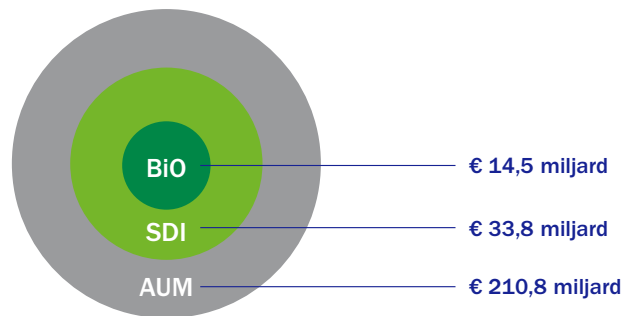 BiO
€ 14,5 miljard
SDI
€ 33,8 miljard
AUM
€ 210,8 miljard